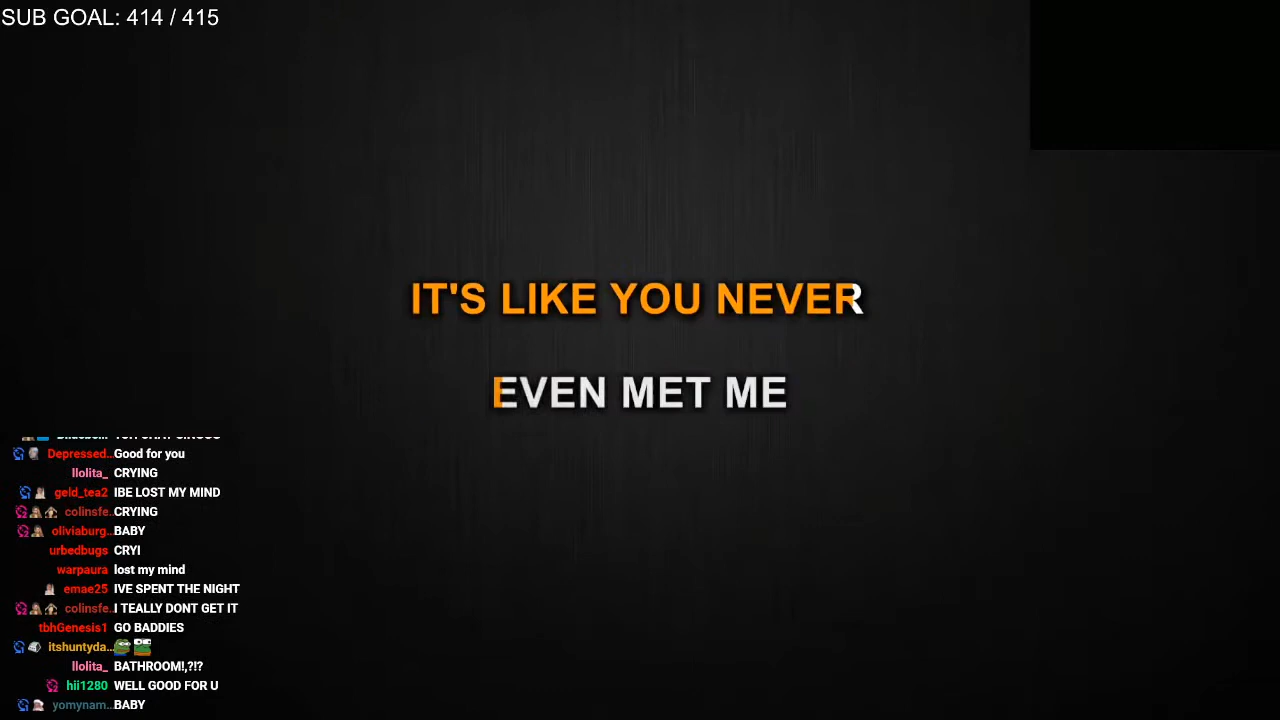 SUB GOAL: 414 / 415
IT'S LIKE YOU NEVER
EVEN MET ME
Depressed.. Good for you
llolita_ CRYING
geld_tea2 IBE LOST MY MIND
colinsfe.. CRYING
oliviaburg.. BABY
urbedbugs CRYI
warpaura lost my mind
emae25 IVE SPENT THE NIGHT
colinsfe.. I TEALLY DONT GET IT
tbhGenesis1 GO BADDIES
itshuntyda..
llolita_ BATHROOM!,?!?
hii1280 WELL GOOD FOR U
yomynam.. BABY